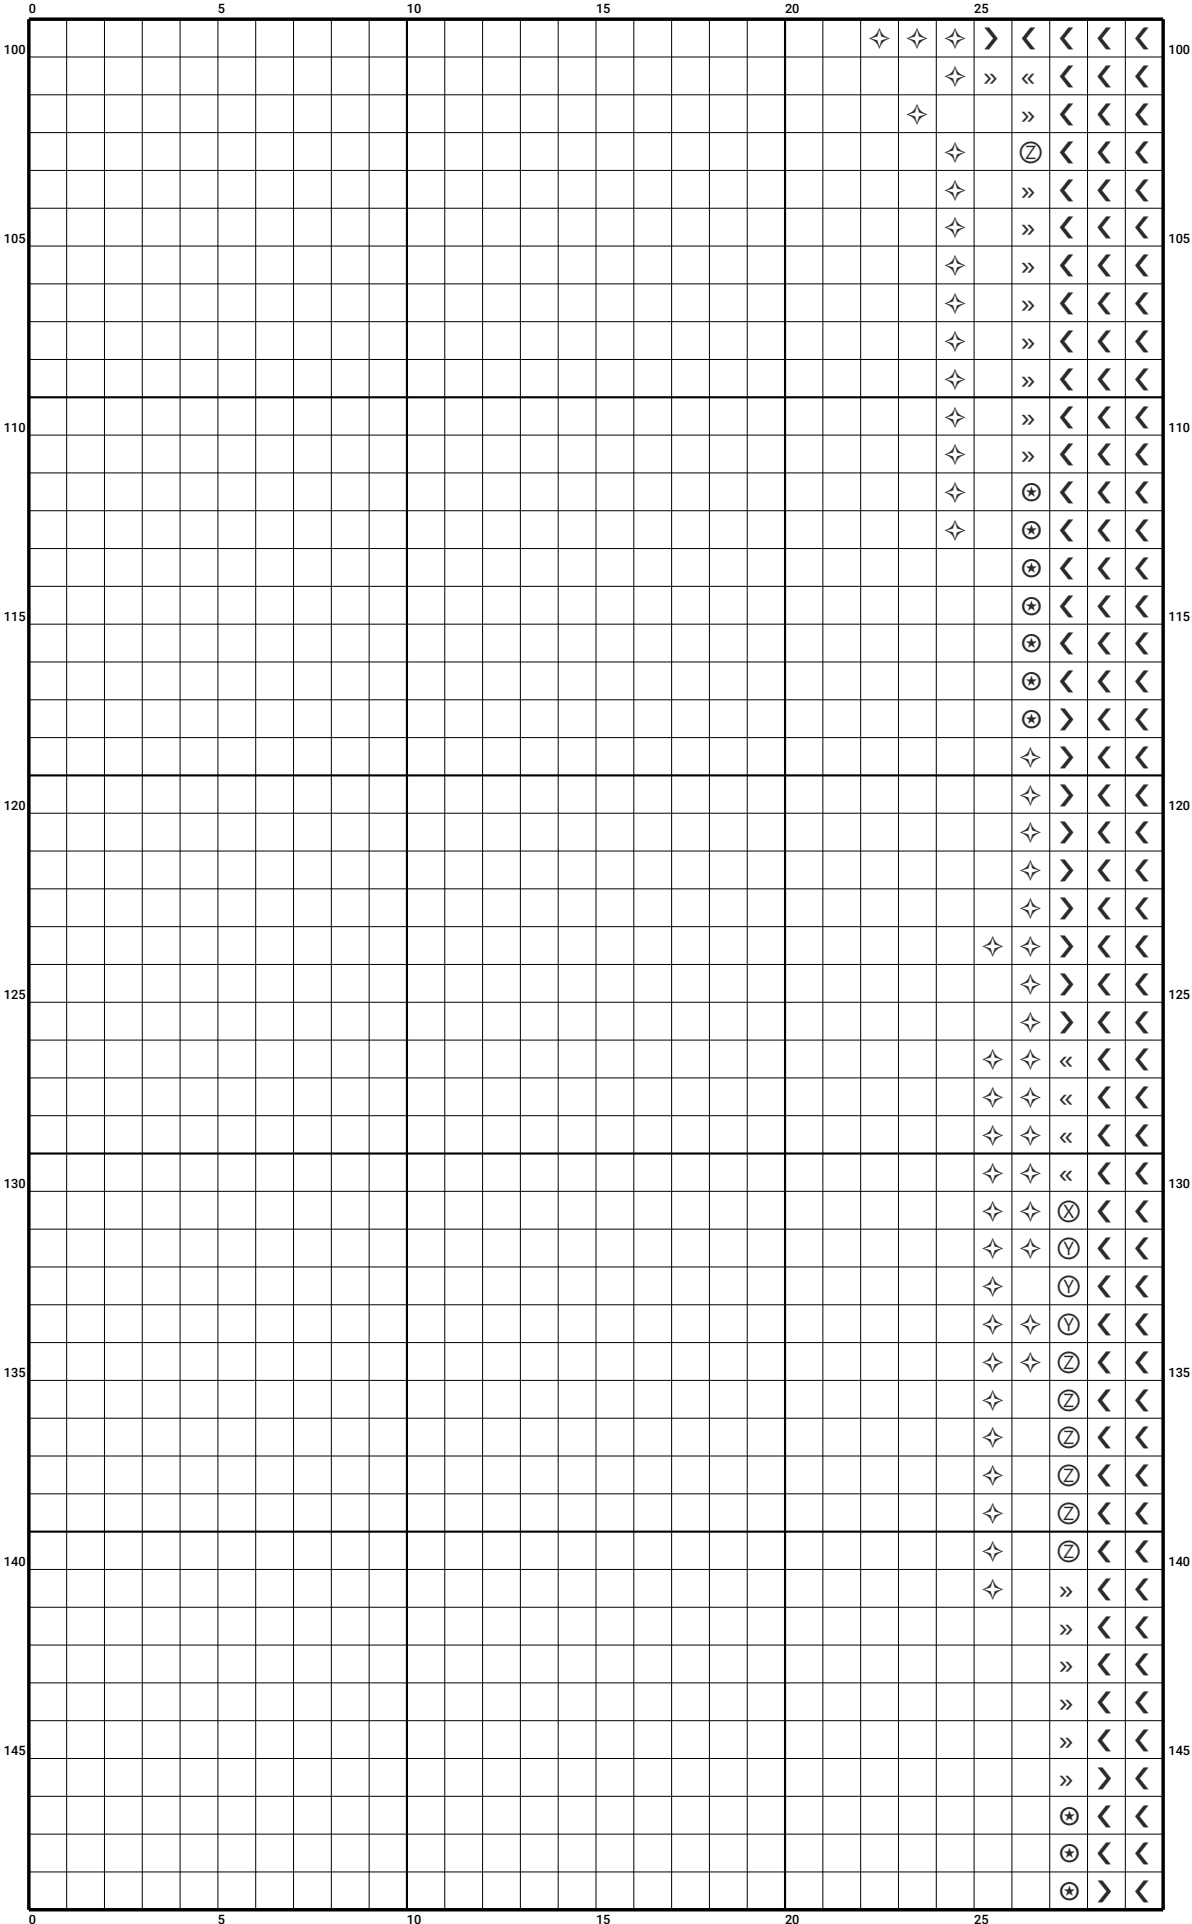 0 5 10 15 20 25
100 ✧ ✧ ✧ ❯ ❮ ❮ ❮ ❮ 100
✧ » « ❮ ❮ ❮
✧ » ❮ ❮ ❮
✧ Ⓩ ❮ ❮ ❮
✧ » ❮ ❮ ❮
105 ✧ » ❮ ❮ ❮ 105
✧ » ❮ ❮ ❮
✧ » ❮ ❮ ❮
✧ » ❮ ❮ ❮
✧ » ❮ ❮ ❮
110 ✧ » ❮ ❮ ❮ 110
✧ » ❮ ❮ ❮
✧ ⍟ ❮ ❮ ❮
✧ ⍟ ❮ ❮ ❮
⍟ ❮ ❮ ❮
115 ⍟ ❮ ❮ ❮ 115
⍟ ❮ ❮ ❮
⍟ ❮ ❮ ❮
⍟ ❯ ❮ ❮
✧ ❯ ❮ ❮
120 ✧ ❯ ❮ ❮ 120
✧ ❯ ❮ ❮
✧ ❯ ❮ ❮
✧ ❯ ❮ ❮
✧ ✧ ❯ ❮ ❮
125 ✧ ❯ ❮ ❮ 125
✧ ❯ ❮ ❮
✧ ✧ « ❮ ❮
✧ ✧ « ❮ ❮
✧ ✧ « ❮ ❮
130 ✧ ✧ « ❮ ❮ 130
✧ ✧ Ⓧ ❮ ❮
✧ ✧ Ⓨ ❮ ❮
✧ Ⓨ ❮ ❮
✧ ✧ Ⓨ ❮ ❮
135 ✧ ✧ Ⓩ ❮ ❮ 135
✧ Ⓩ ❮ ❮
✧ Ⓩ ❮ ❮
✧ Ⓩ ❮ ❮
✧ Ⓩ ❮ ❮
140 ✧ Ⓩ ❮ ❮ 140
✧ » ❮ ❮
» ❮ ❮
» ❮ ❮
» ❮ ❮
145 » ❮ ❮ 145
» ❯ ❮
⍟ ❮ ❮
⍟ ❮ ❮
⍟ ❯ ❮
0 5 10 15 20 25